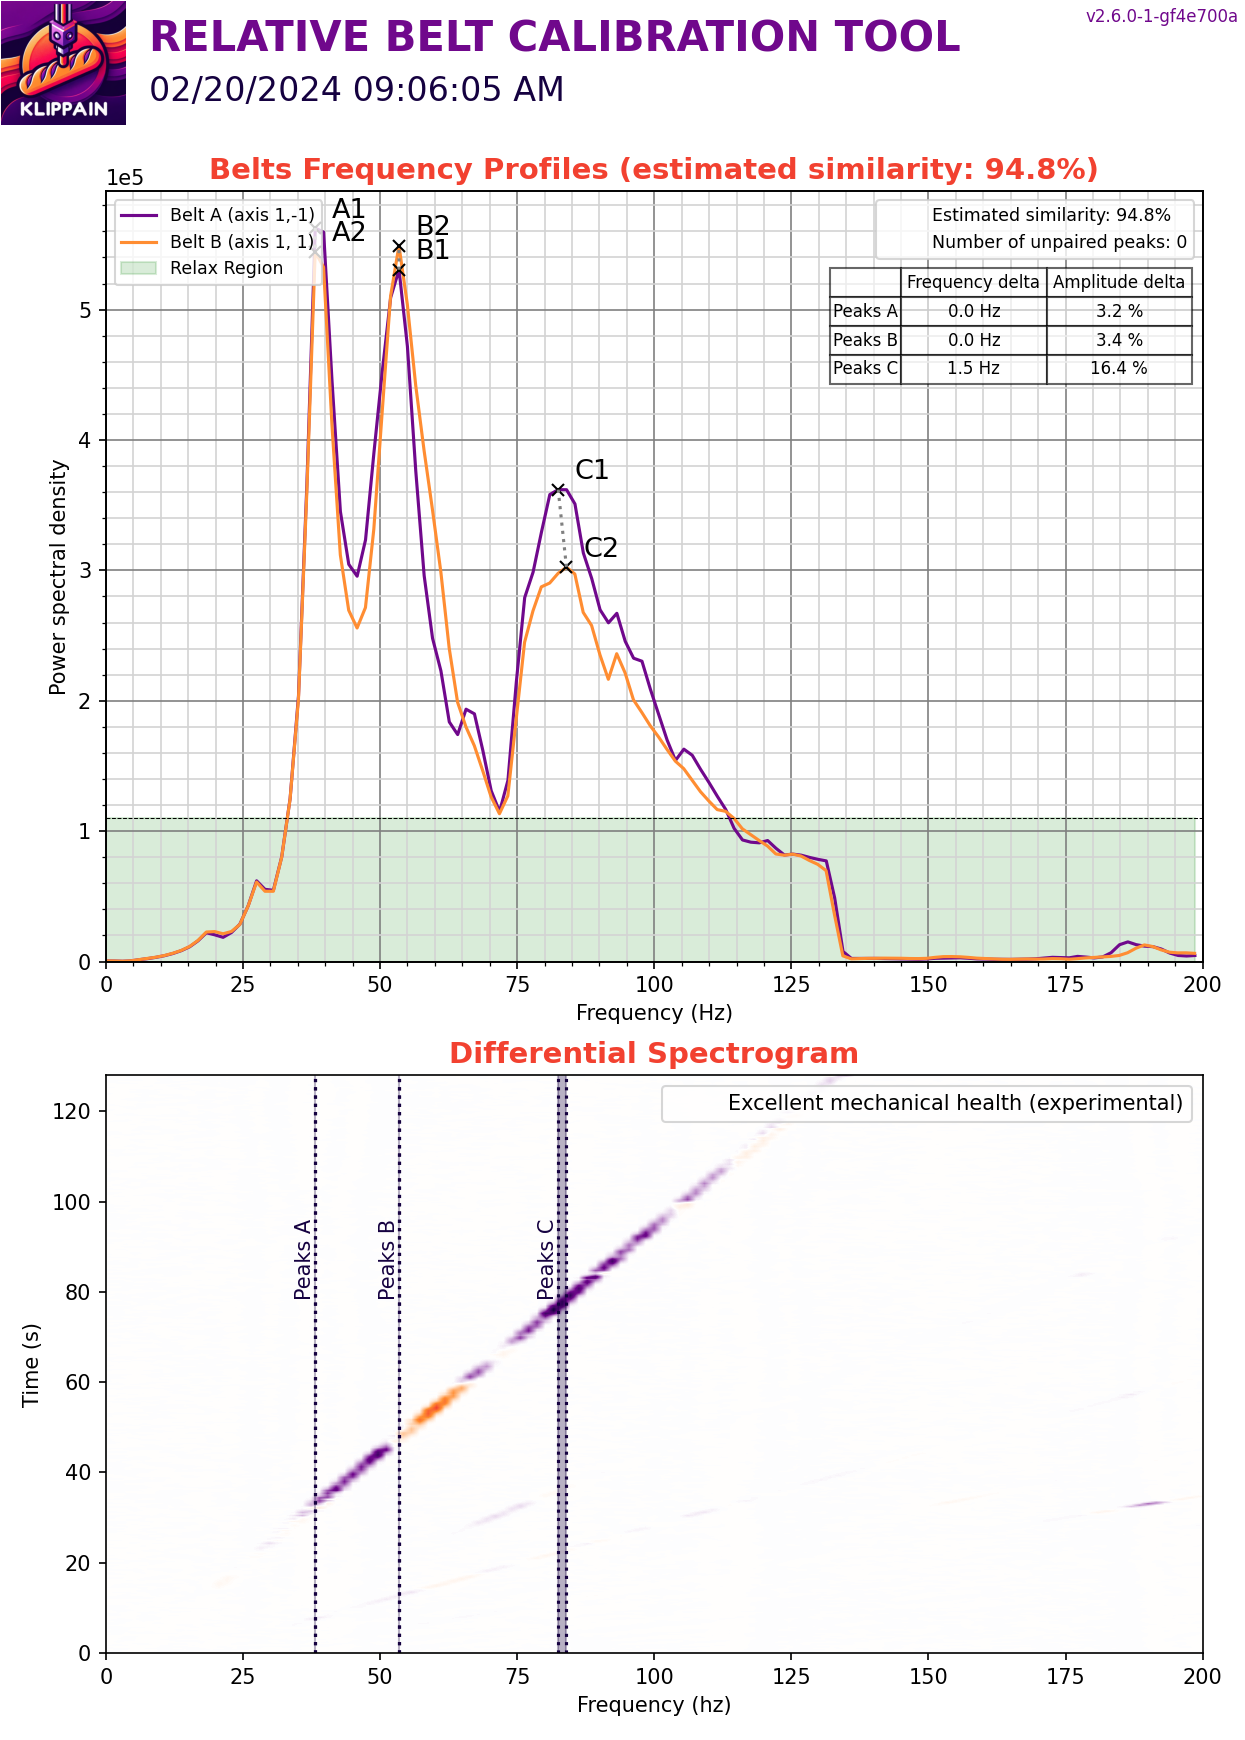 v2.6.0-1-gf4e700a
RELATIVE BELT CALIBRATION TOOL
02/20/2024 09:06:05 AM
KLIPPAIN
Belts Frequency Profiles (estimated similarity: 94.8%)
1e5
Belt A (axis 1,-1)
Belt B (axis 1, 1)
Relax Region
A1
A2
B2
B1
C1
C2
Estimated similarity: 94.8%
Number of unpaired peaks: 0
Frequency delta Amplitude delta
Peaks A 0.0 Hz 3.2 %
Peaks B 0.0 Hz 3.4 %
Peaks C 1.5 Hz 16.4 %
5
4
3
2
1
0
Power spectral density
0 25 50 75 100 125 150 175 200
Frequency (Hz)
Differential Spectrogram
Excellent mechanical health (experimental)
Peaks A
Peaks B
Peaks C
120
100
80
60
40
20
0
Time (s)
0 25 50 75 100 125 150 175 200
Frequency (hz)